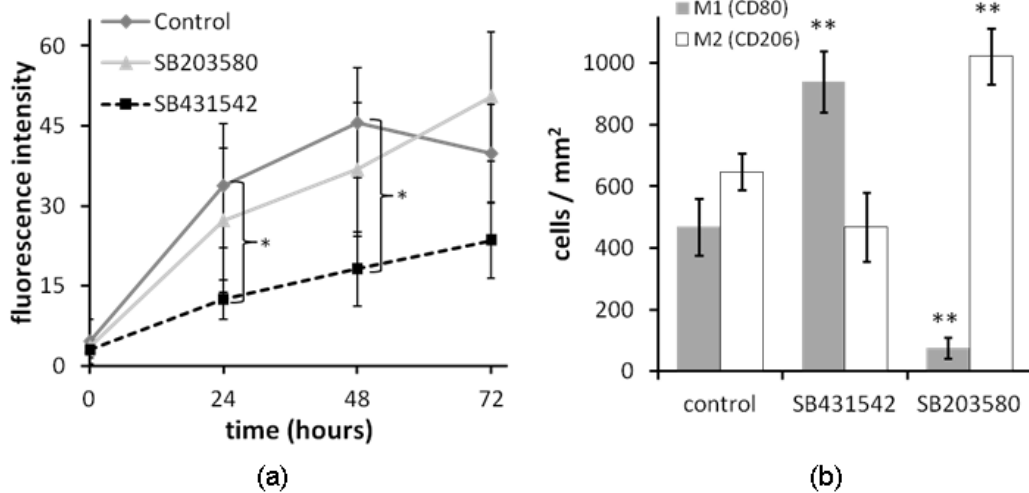 Control
SB203580
SB431542
60
45
30
15
0
fluorescence intensity
*
*
0 24 48 72
time (hours)
(a)
M1 (CD80)
M2 (CD206)
**
**
**
1000
800
600
400
200
0
cells / mm²
control SB431542 SB203580
(b)